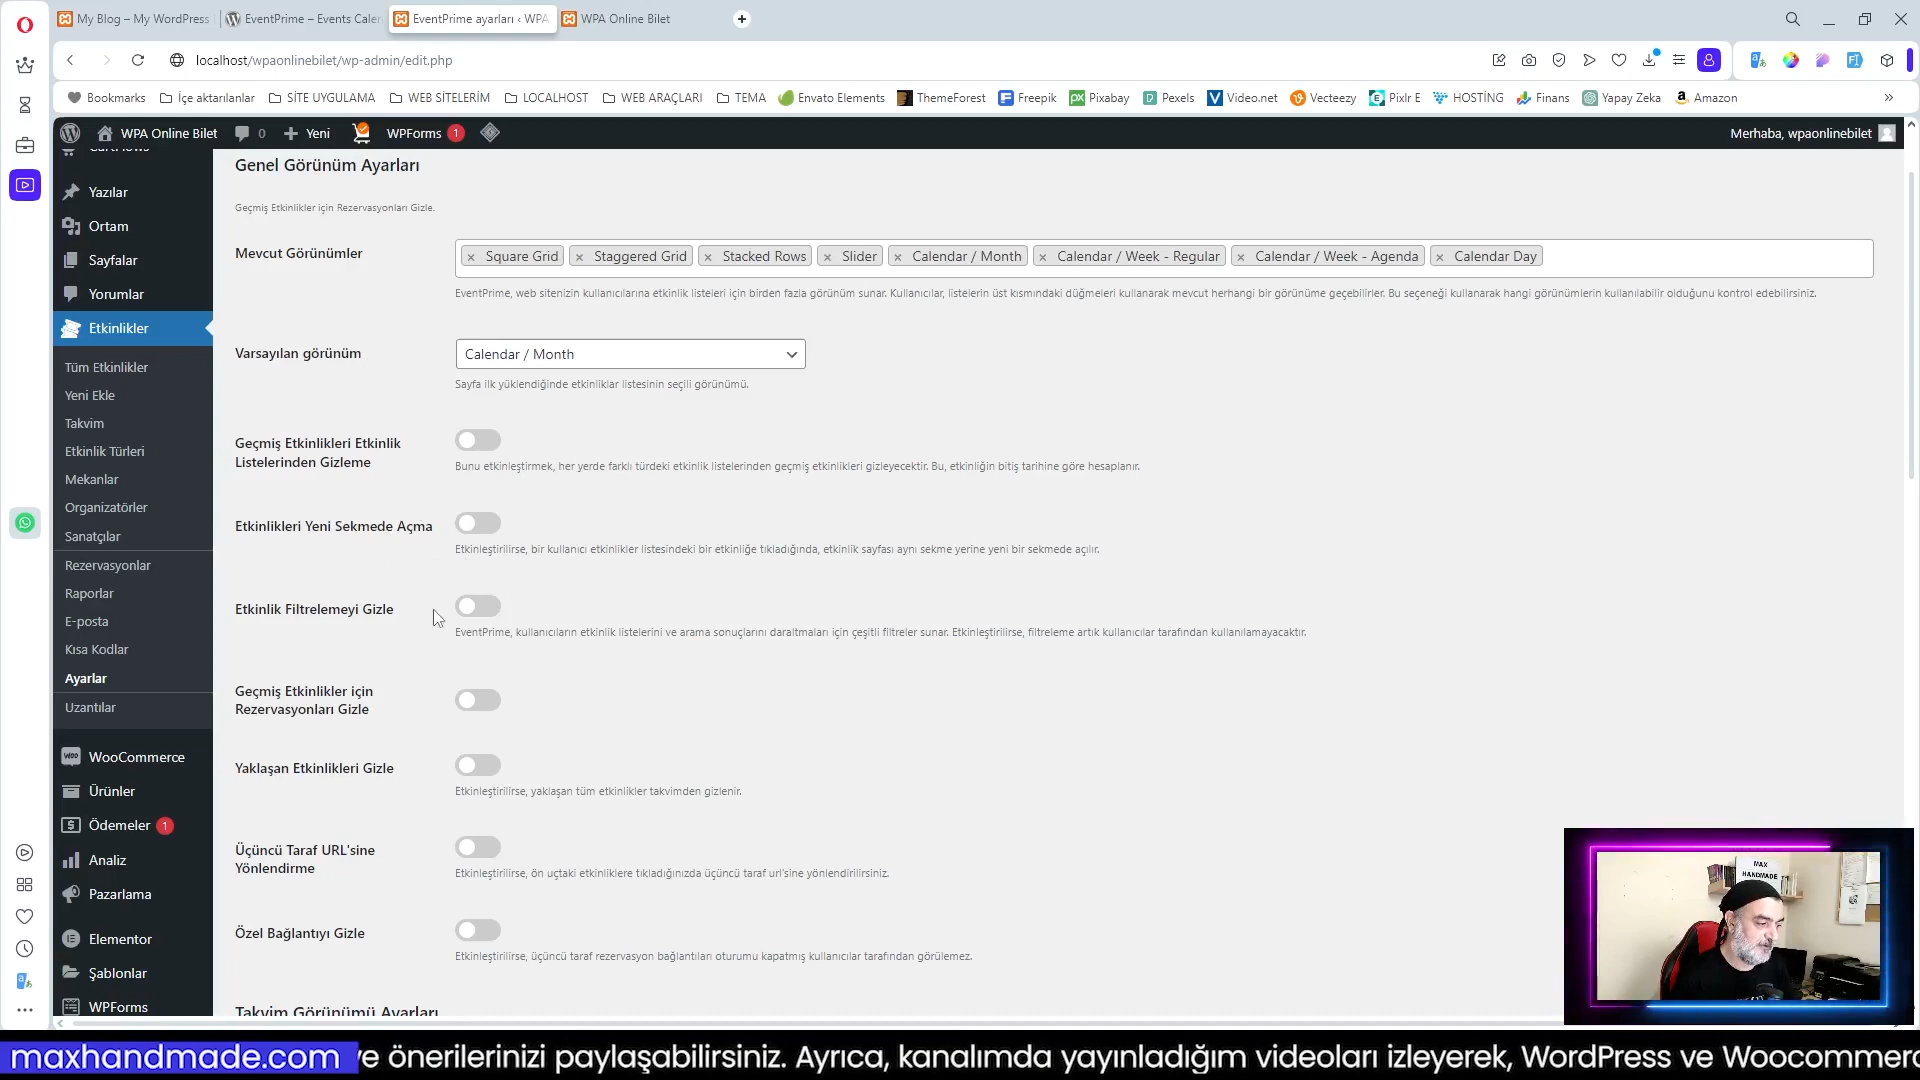 My Blog – My WordPress
EventPrime – Events Calen
EventPrime ayarları ‹ WPA
WPA Online Bilet
localhost/wpaonlinebilet/wp-admin/edit.php
Bookmarks
İçe aktarılanlar
SİTE UYGULAMA
WEB SİTELERİM
LOCALHOST
WEB ARAÇLARI
TEMA
Envato Elements
ThemeForest
Freepik
Pixabay
Pexels
Video.net
Vecteezy
Pixlr E
HOSTİNG
Finans
Yapay Zeka
Amazon
WPA Online Bilet
0
Yeni
WPForms 1
Merhaba, wpaonlinebilet
CartFlows
Yazılar
Ortam
Sayfalar
Yorumlar
Etkinlikler
Tüm Etkinlikler
Yeni Ekle
Takvim
Etkinlik Türleri
Mekanlar
Organizatörler
Sanatçılar
Rezervasyonlar
Raporlar
E-posta
Kısa Kodlar
Ayarlar
Uzantılar
WooCommerce
Ürünler
Ödemeler 1
Analiz
Pazarlama
Elementor
Şablonlar
WPForms
Genel Görünüm Ayarları
Geçmiş Etkinlikler için Rezervasyonları Gizle.
Mevcut Görünümler
× Square Grid × Staggered Grid × Stacked Rows × Slider × Calendar / Month × Calendar / Week - Regular × Calendar / Week - Agenda × Calendar Day
EventPrime, web sitenizin kullanıcılarına etkinlik listeleri için birden fazla görünüm sunar. Kullanıcılar, listelerin üst kısmındaki düğmeleri kullanarak mevcut herhangi bir görünüme geçebilirler. Bu seçeneği kullanarak hangi görünümlerin kullanılabilir olduğunu kontrol edebilirsiniz.
Varsayılan görünüm
Calendar / Month
Sayfa ilk yüklendiğinde etkinlikler listesinin seçili görünümü.
Geçmiş Etkinlikleri Etkinlik
Listelerinden Gizleme
Bunu etkinleştirmek, her yerde farklı türdeki etkinlik listelerinden geçmiş etkinlikleri gizleyecektir. Bu, etkinliğin bitiş tarihine göre hesaplanır.
Etkinlikleri Yeni Sekmede Açma
Etkinleştirilirse, bir kullanıcı etkinlikler listesindeki bir etkinliğe tıkladığında, etkinlik sayfası aynı sekme yerine yeni bir sekmede açılır.
Etkinlik Filtrelemeyi Gizle
EventPrime, kullanıcıların etkinlik listelerini ve arama sonuçlarını daraltmaları için çeşitli filtreler sunar. Etkinleştirilirse, filtreleme artık kullanıcılar tarafından kullanılamayacaktır.
Geçmiş Etkinlikler için
Rezervasyonları Gizle
Yaklaşan Etkinlikleri Gizle
Etkinleştirilirse, yaklaşan tüm etkinlikler takvimden gizlenir.
Üçüncü Taraf URL'sine
Yönlendirme
Etkinleştirilirse, ön uçtaki etkinliklere tıkladığınızda üçüncü taraf url'sine yönlendirilirsiniz.
Özel Bağlantıyı Gizle
Etkinleştirilirse, üçüncü taraf rezervasyon bağlantıları oturumu kapatmış kullanıcılar tarafından görülemez.
Takvim Görünümü Ayarları
MAX
HANDMADE
maxhandmade.com
ve önerilerinizi paylaşabilirsiniz. Ayrıca, kanalımda yayınladığım videoları izleyerek, WordPress ve Woocommerc